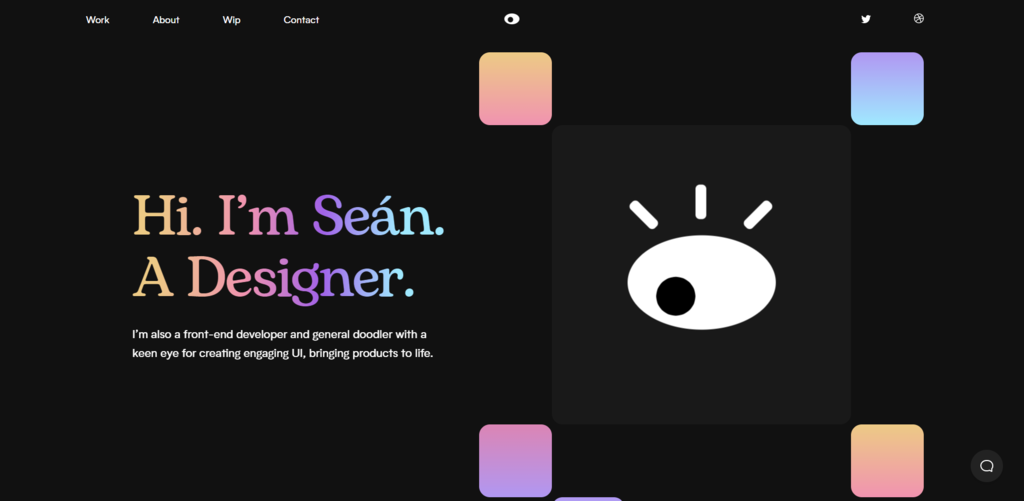 Work
About
Wip
Contact
Hi. I’m Seán.
A Designer.
I’m also a front-end developer and general doodler with a
keen eye for creating engaging UI, bringing products to life.